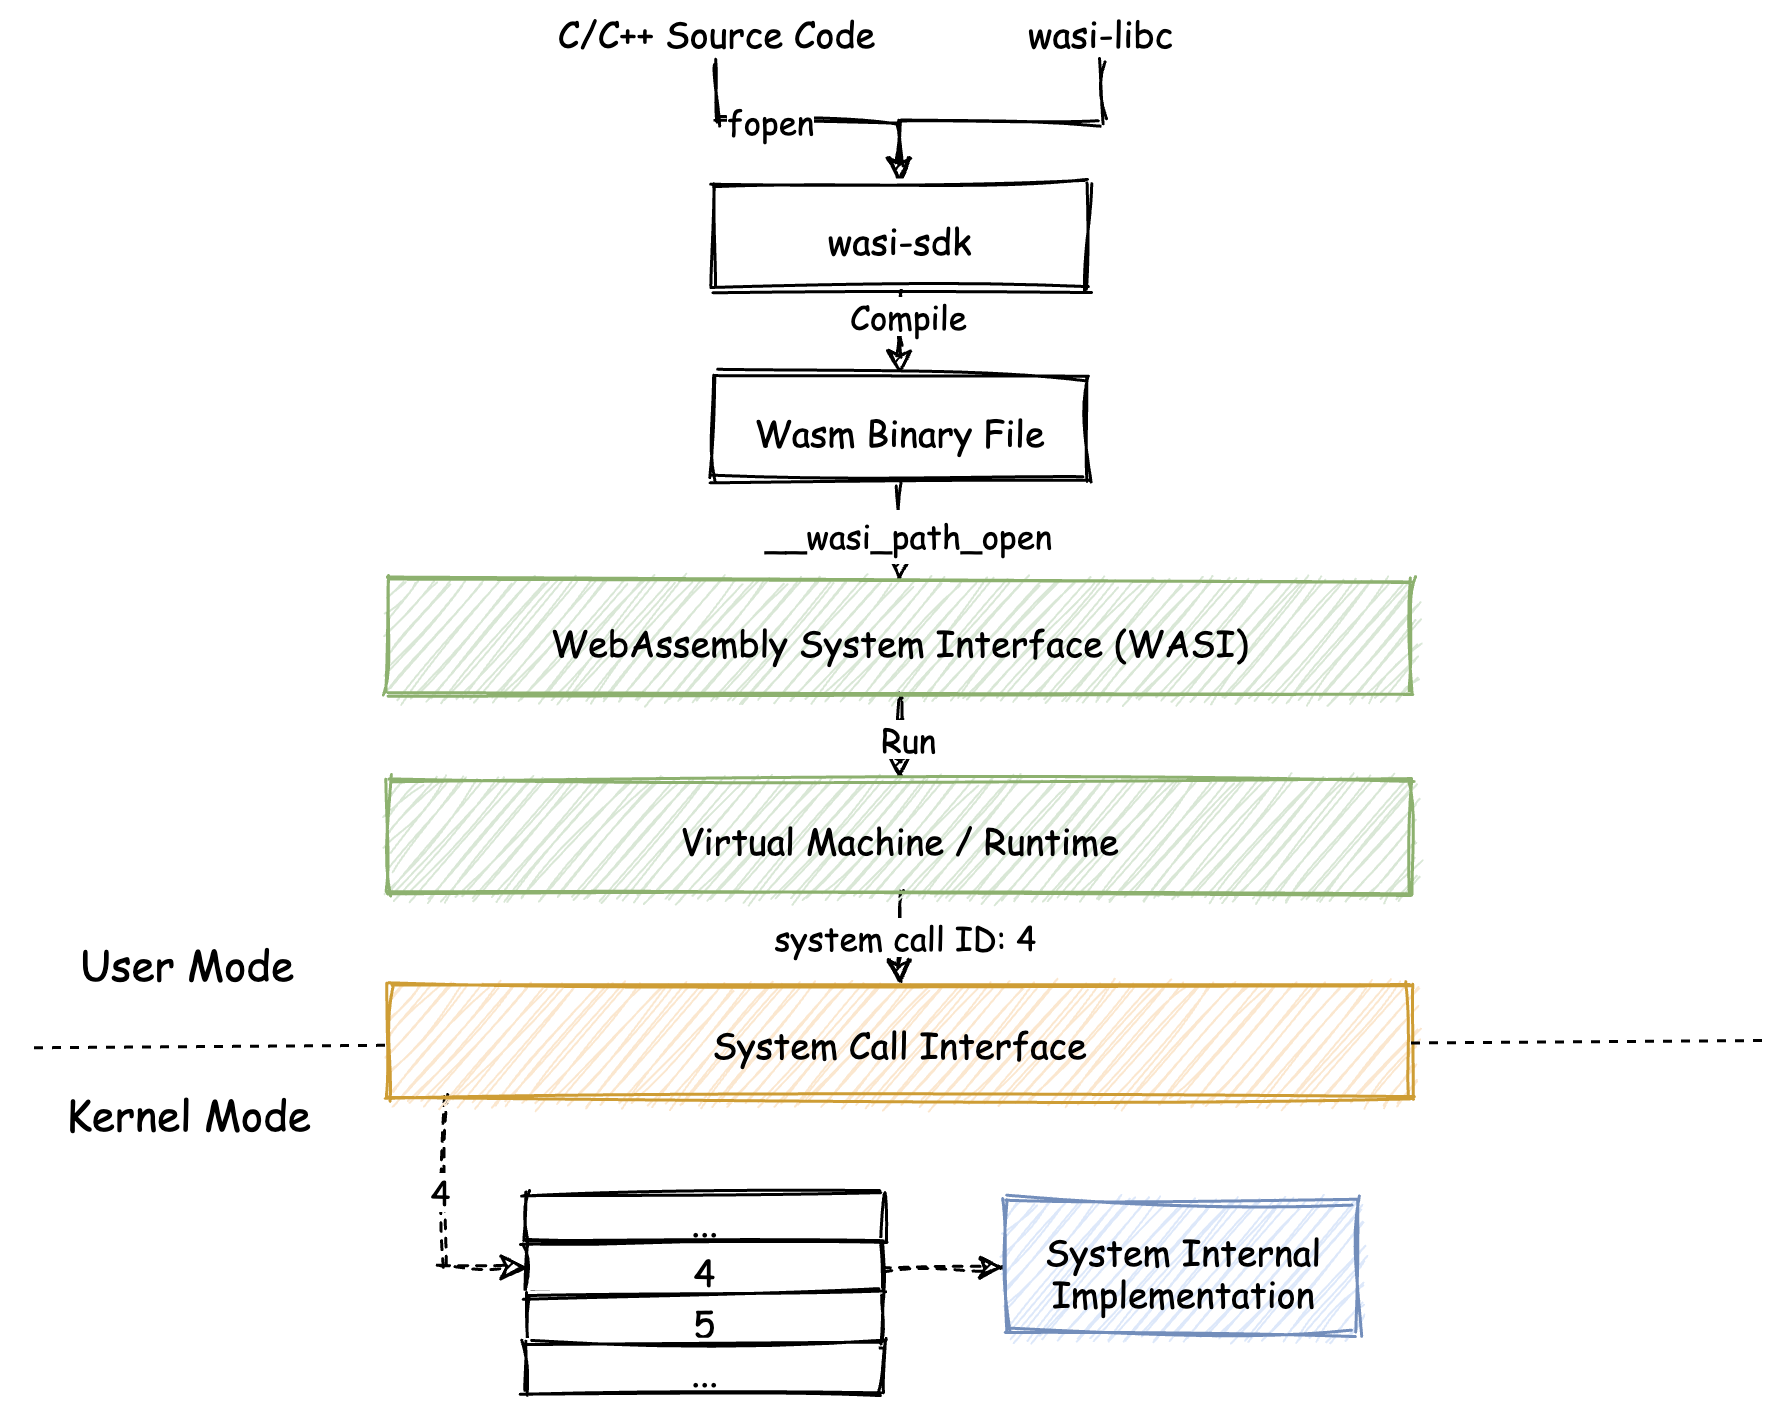 C/C++ Source Code
wasi-libc
fopen
wasi-sdk
Compile
Wasm Binary File
__wasi_path_open
WebAssembly System Interface (WASI)
Run
Virtual Machine / Runtime
system call ID: 4
User Mode
System Call Interface
Kernel Mode
4
...
4
5
...
System Internal
Implementation